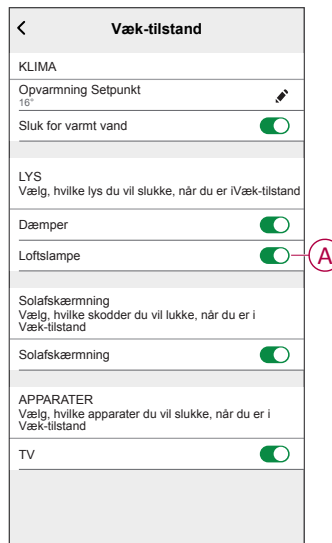 Væk-tilstand
KLIMA
Opvarmning Setpunkt
16°
Sluk for varmt vand
LYS
Vælg, hvilke lys du vil slukke, når du er iVæk-tilstand
Dæmper
Loftslampe
A
Solafskærmning
Vælg, hvilke skodder du vil lukke, når du er i
Væk-tilstand
Solafskærmning
APPARATER
Vælg, hvilke apparater du vil slukke, når du er i
Væk-tilstand
TV